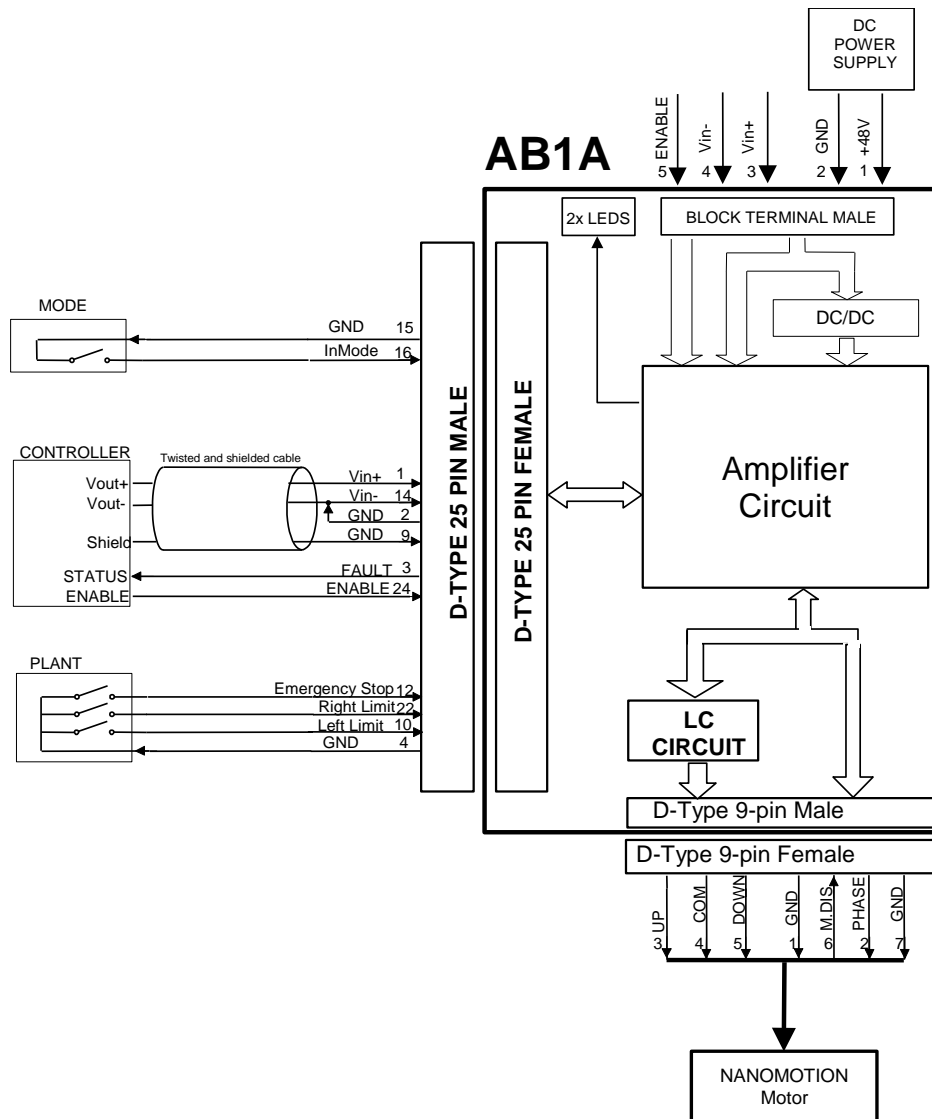 DC
POWER
SUPPLY
ENABLE
Vin-
Vin+
GND
+48V
5
4
3
2
1
AB1A
2x LEDS
BLOCK TERMINAL MALE
DC/DC
MODE
GND 15
InMode 16
D-TYPE 25 PIN MALE
D-TYPE 25 PIN FEMALE
Amplifier
Circuit
CONTROLLER
Twisted and shielded cable
Vout+
Vin+ 1
Vout-
Vin- 14
GND 2
Shield
GND 9
STATUS
FAULT 3
ENABLE
ENABLE 24
PLANT
Emergency Stop 12
Right Limit 22
Left Limit 10
GND 4
LC
CIRCUIT
D-Type 9-pin Male
D-Type 9-pin Female
UP
COM
DOWN
GND
M.DIS
PHASE
GND
3
4
5
1
6
2
7
NANOMOTION
Motor